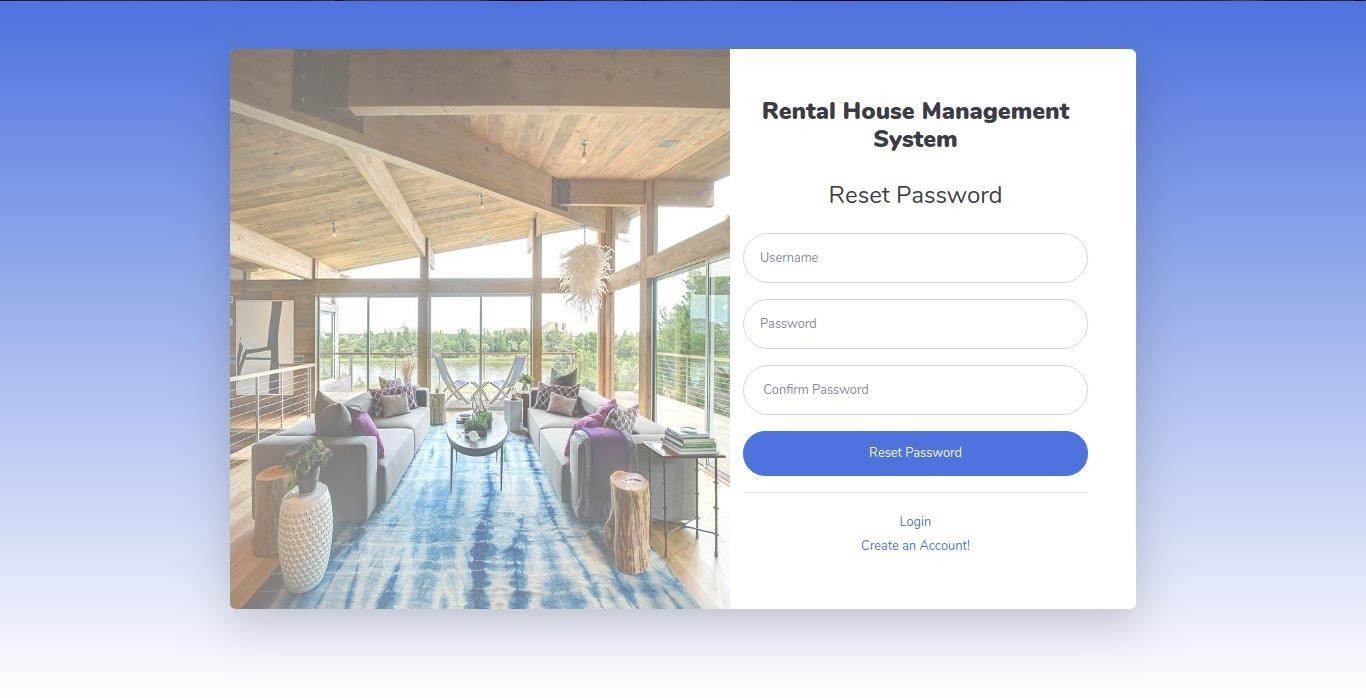 Rental House Management
System
Reset Password
Username
Password
Confirm Password
Reset Password
Login
Create an Account!